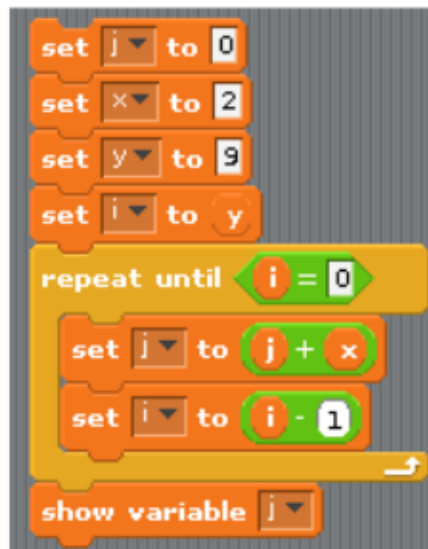 set j to 0
set x to 2
set y to 9
set i to y
repeat until i = 0
set j to j + x
set i to i - 1
show variable j